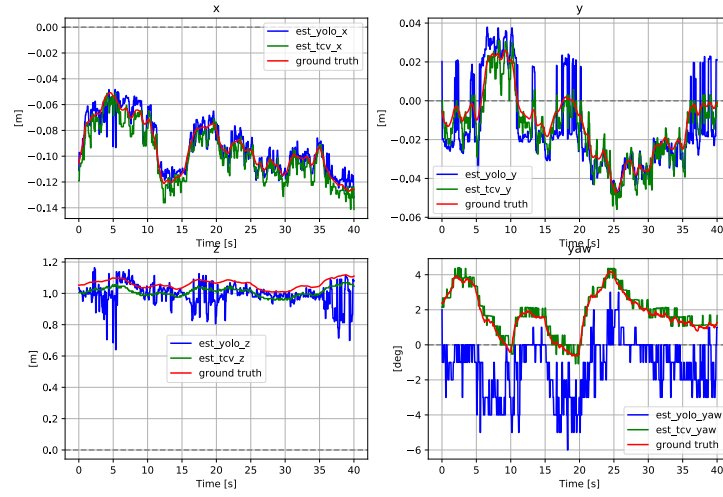 x
0.00
−0.02
−0.04
−0.06
−0.08
−0.10
−0.12
−0.14
[m]
est_yolo_x
est_tcv_x
ground truth
0 5 10 15 20 25 30 35 40
Time [s]
y
0.04
0.02
0.00
−0.02
−0.04
−0.06
[m]
est_yolo_y
est_tcv_y
ground truth
0 5 10 15 20 25 30 35 40
Time [s]
z
1.2
1.0
0.8
0.6
0.4
0.2
0.0
[m]
est_yolo_z
est_tcv_z
ground truth
0 5 10 15 20 25 30 35 40
Time [s]
yaw
4
2
0
−2
−4
−6
[deg]
est_yolo_yaw
est_tcv_yaw
ground truth
0 5 10 15 20 25 30 35 40
Time [s]